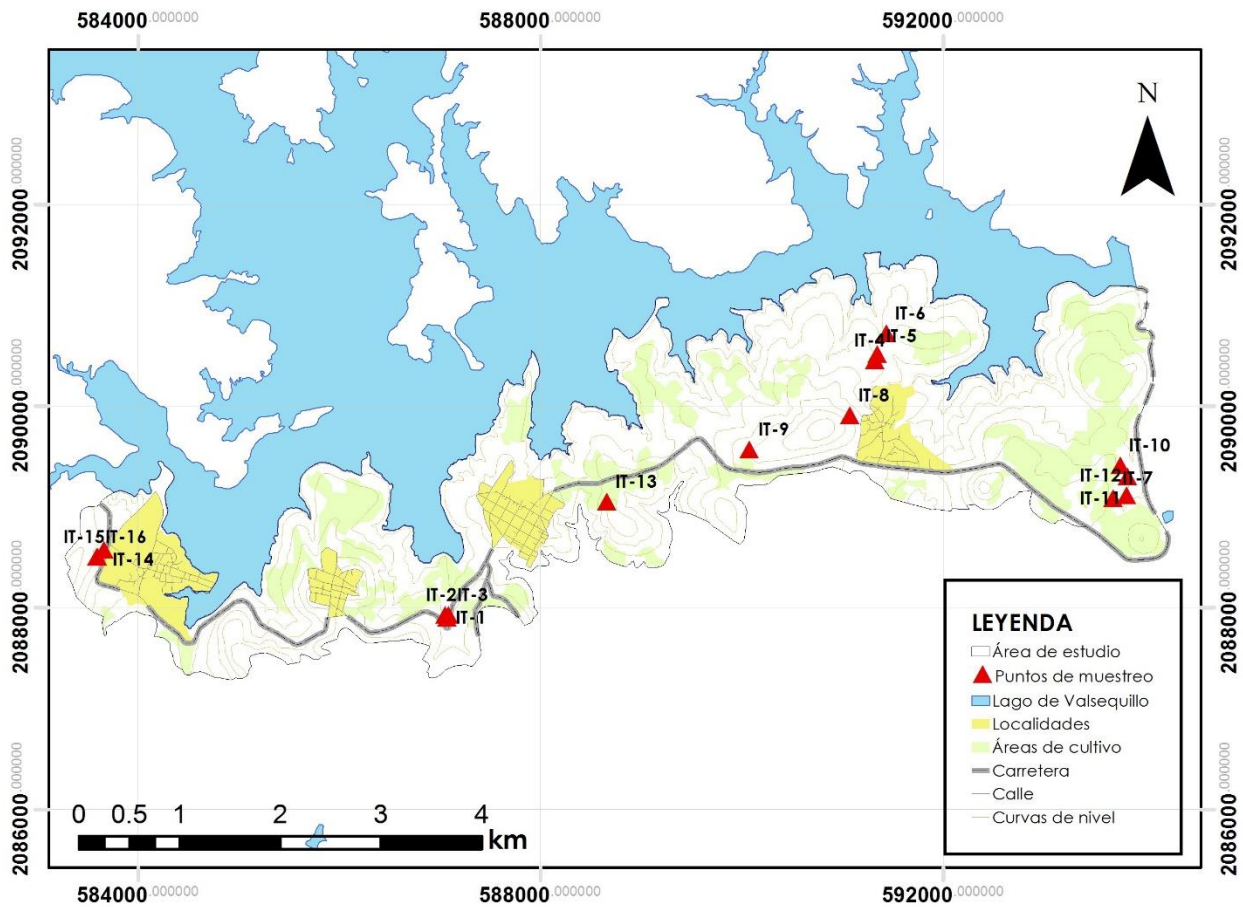 584000.000000 588000.000000 592000.000000
N
2092000.000000 2092000.000000
IT-6
IT-4 IT-5
2090000.000000 2090000.000000
IT-8
IT-9
IT-10
IT-12 IT-7
IT-13
IT-11
IT-15 IT-16
IT-14
2088000.000000 2088000.000000
IT-2 IT-3
IT-1
LEYENDA
Área de estudio
Puntos de muestreo
Lago de Valsequillo
Localidades
Áreas de cultivo
Carretera
Calle
Curvas de nivel
2086000.000000 2086000.000000
0 0.5 1 2 3 4
km
584000.000000 588000.000000 592000.000000